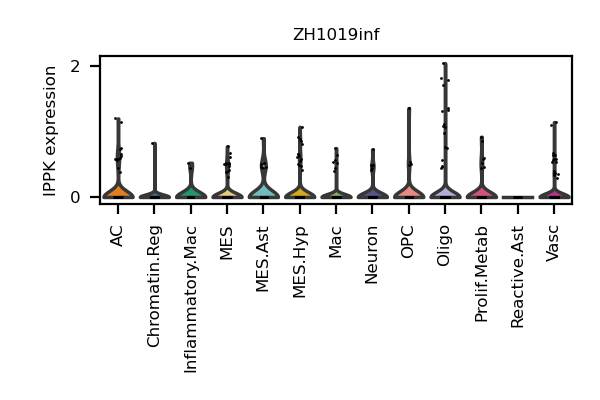 ZH1019inf
IPPK expression
2
0
AC
Chromatin.Reg
Inflammatory.Mac
MES
MES.Ast
MES.Hyp
Mac
Neuron
OPC
Oligo
Prolif.Metab
Reactive.Ast
Vasc